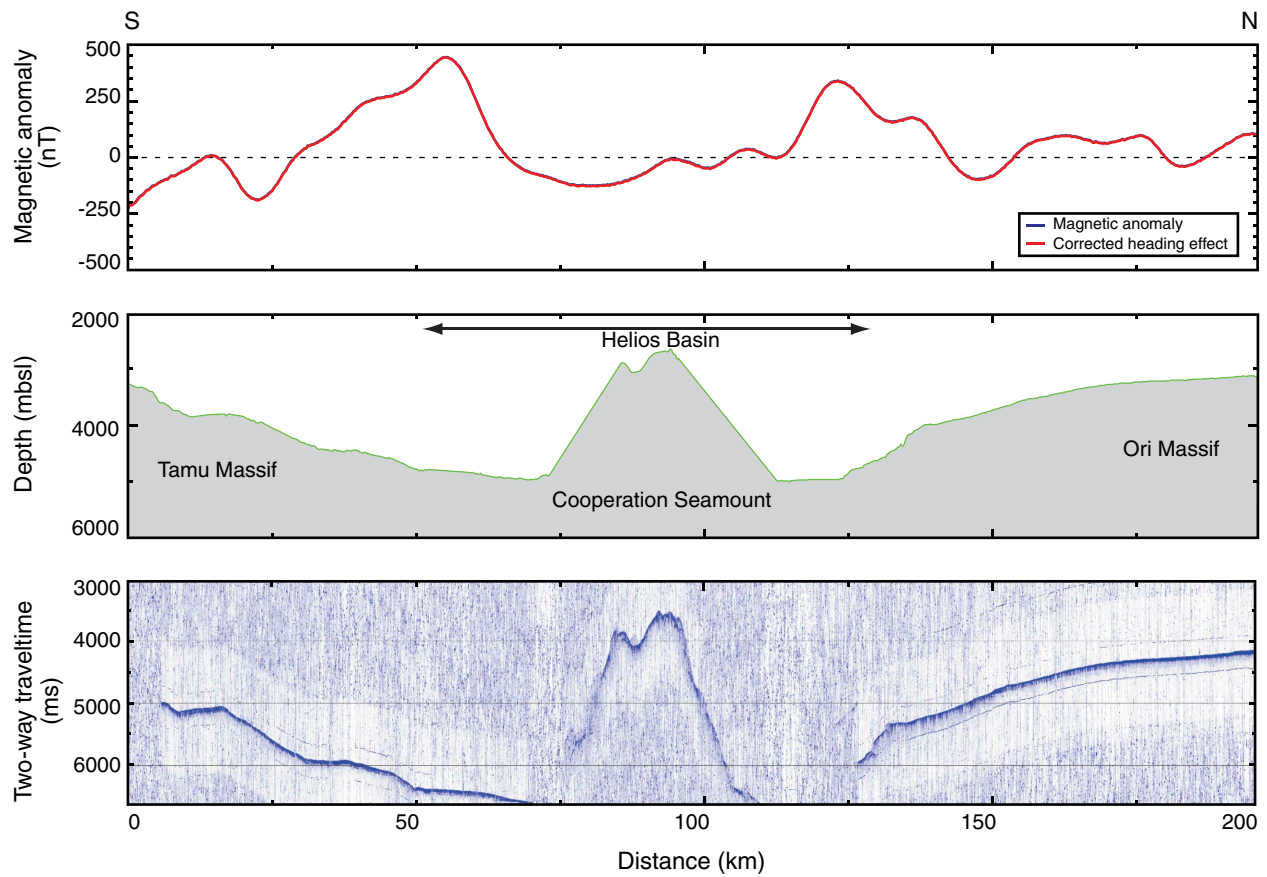 S
N
Magnetic anomaly
(nT)
500
250
0
-250
-500
Magnetic anomaly
Corrected heading effect
Depth (mbsl)
2000
4000
6000
Helios Basin
Tamu Massif
Ori Massif
Cooperation Seamount
Two-way traveltime
(ms)
3000
4000
5000
6000
0
50
100
150
200
Distance (km)